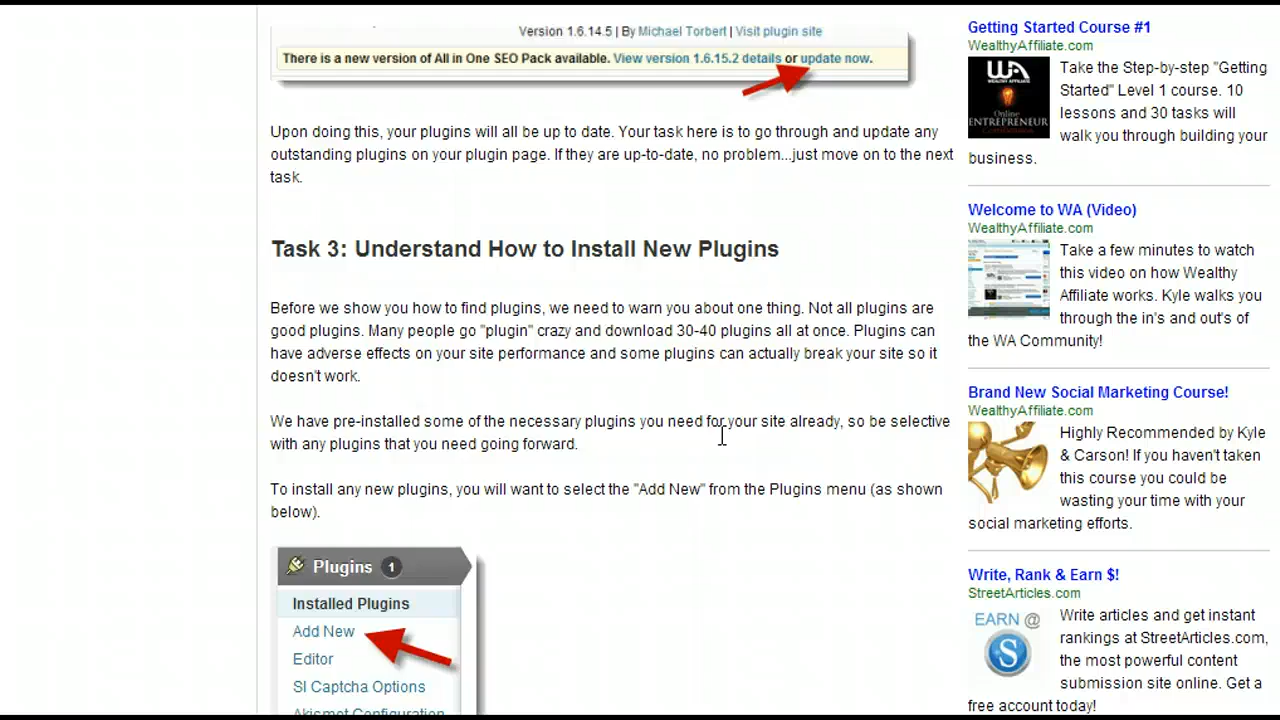 Version 1.6.14.5 | By Michael Torbert | Visit plugin site
There is a new version of All in One SEO Pack available. View version 1.6.15.2 details or update now.
Upon doing this, your plugins will all be up to date. Your task here is to go through and update any
outstanding plugins on your plugin page. If they are up-to-date, no problem...just move on to the next
task.
Task 3: Understand How to Install New Plugins
Before we show you how to find plugins, we need to warn you about one thing. Not all plugins are
good plugins. Many people go "plugin" crazy and download 30-40 plugins all at once. Plugins can
have adverse effects on your site performance and some plugins can actually break your site so it
doesn't work.
We have pre-installed some of the necessary plugins you need for your site already, so be selective
with any plugins that you need going forward.
To install any new plugins, you will want to select the "Add New" from the Plugins menu (as shown
below).
Plugins 1
Installed Plugins
Add New
Editor
SI Captcha Options
Akismet Configuration
Getting Started Course #1
WealthyAffiliate.com
WA
WEALTHY AFFILIATE
Online
ENTREPRENEUR
Certification
Take the Step-by-step "Getting
Started" Level 1 course. 10
lessons and 30 tasks will
walk you through building your
business.
Welcome to WA (Video)
WealthyAffiliate.com
Take a few minutes to watch
this video on how Wealthy
Affiliate works. Kyle walks you
through the in's and out's of
the WA Community!
Brand New Social Marketing Course!
WealthyAffiliate.com
Highly Recommended by Kyle
& Carson! If you haven't taken
this course you could be
wasting your time with your
social marketing efforts.
Write, Rank & Earn $!
StreetArticles.com
EARN @
S
Write articles and get instant
rankings at StreetArticles.com,
the most powerful content
submission site online. Get a
free account today!